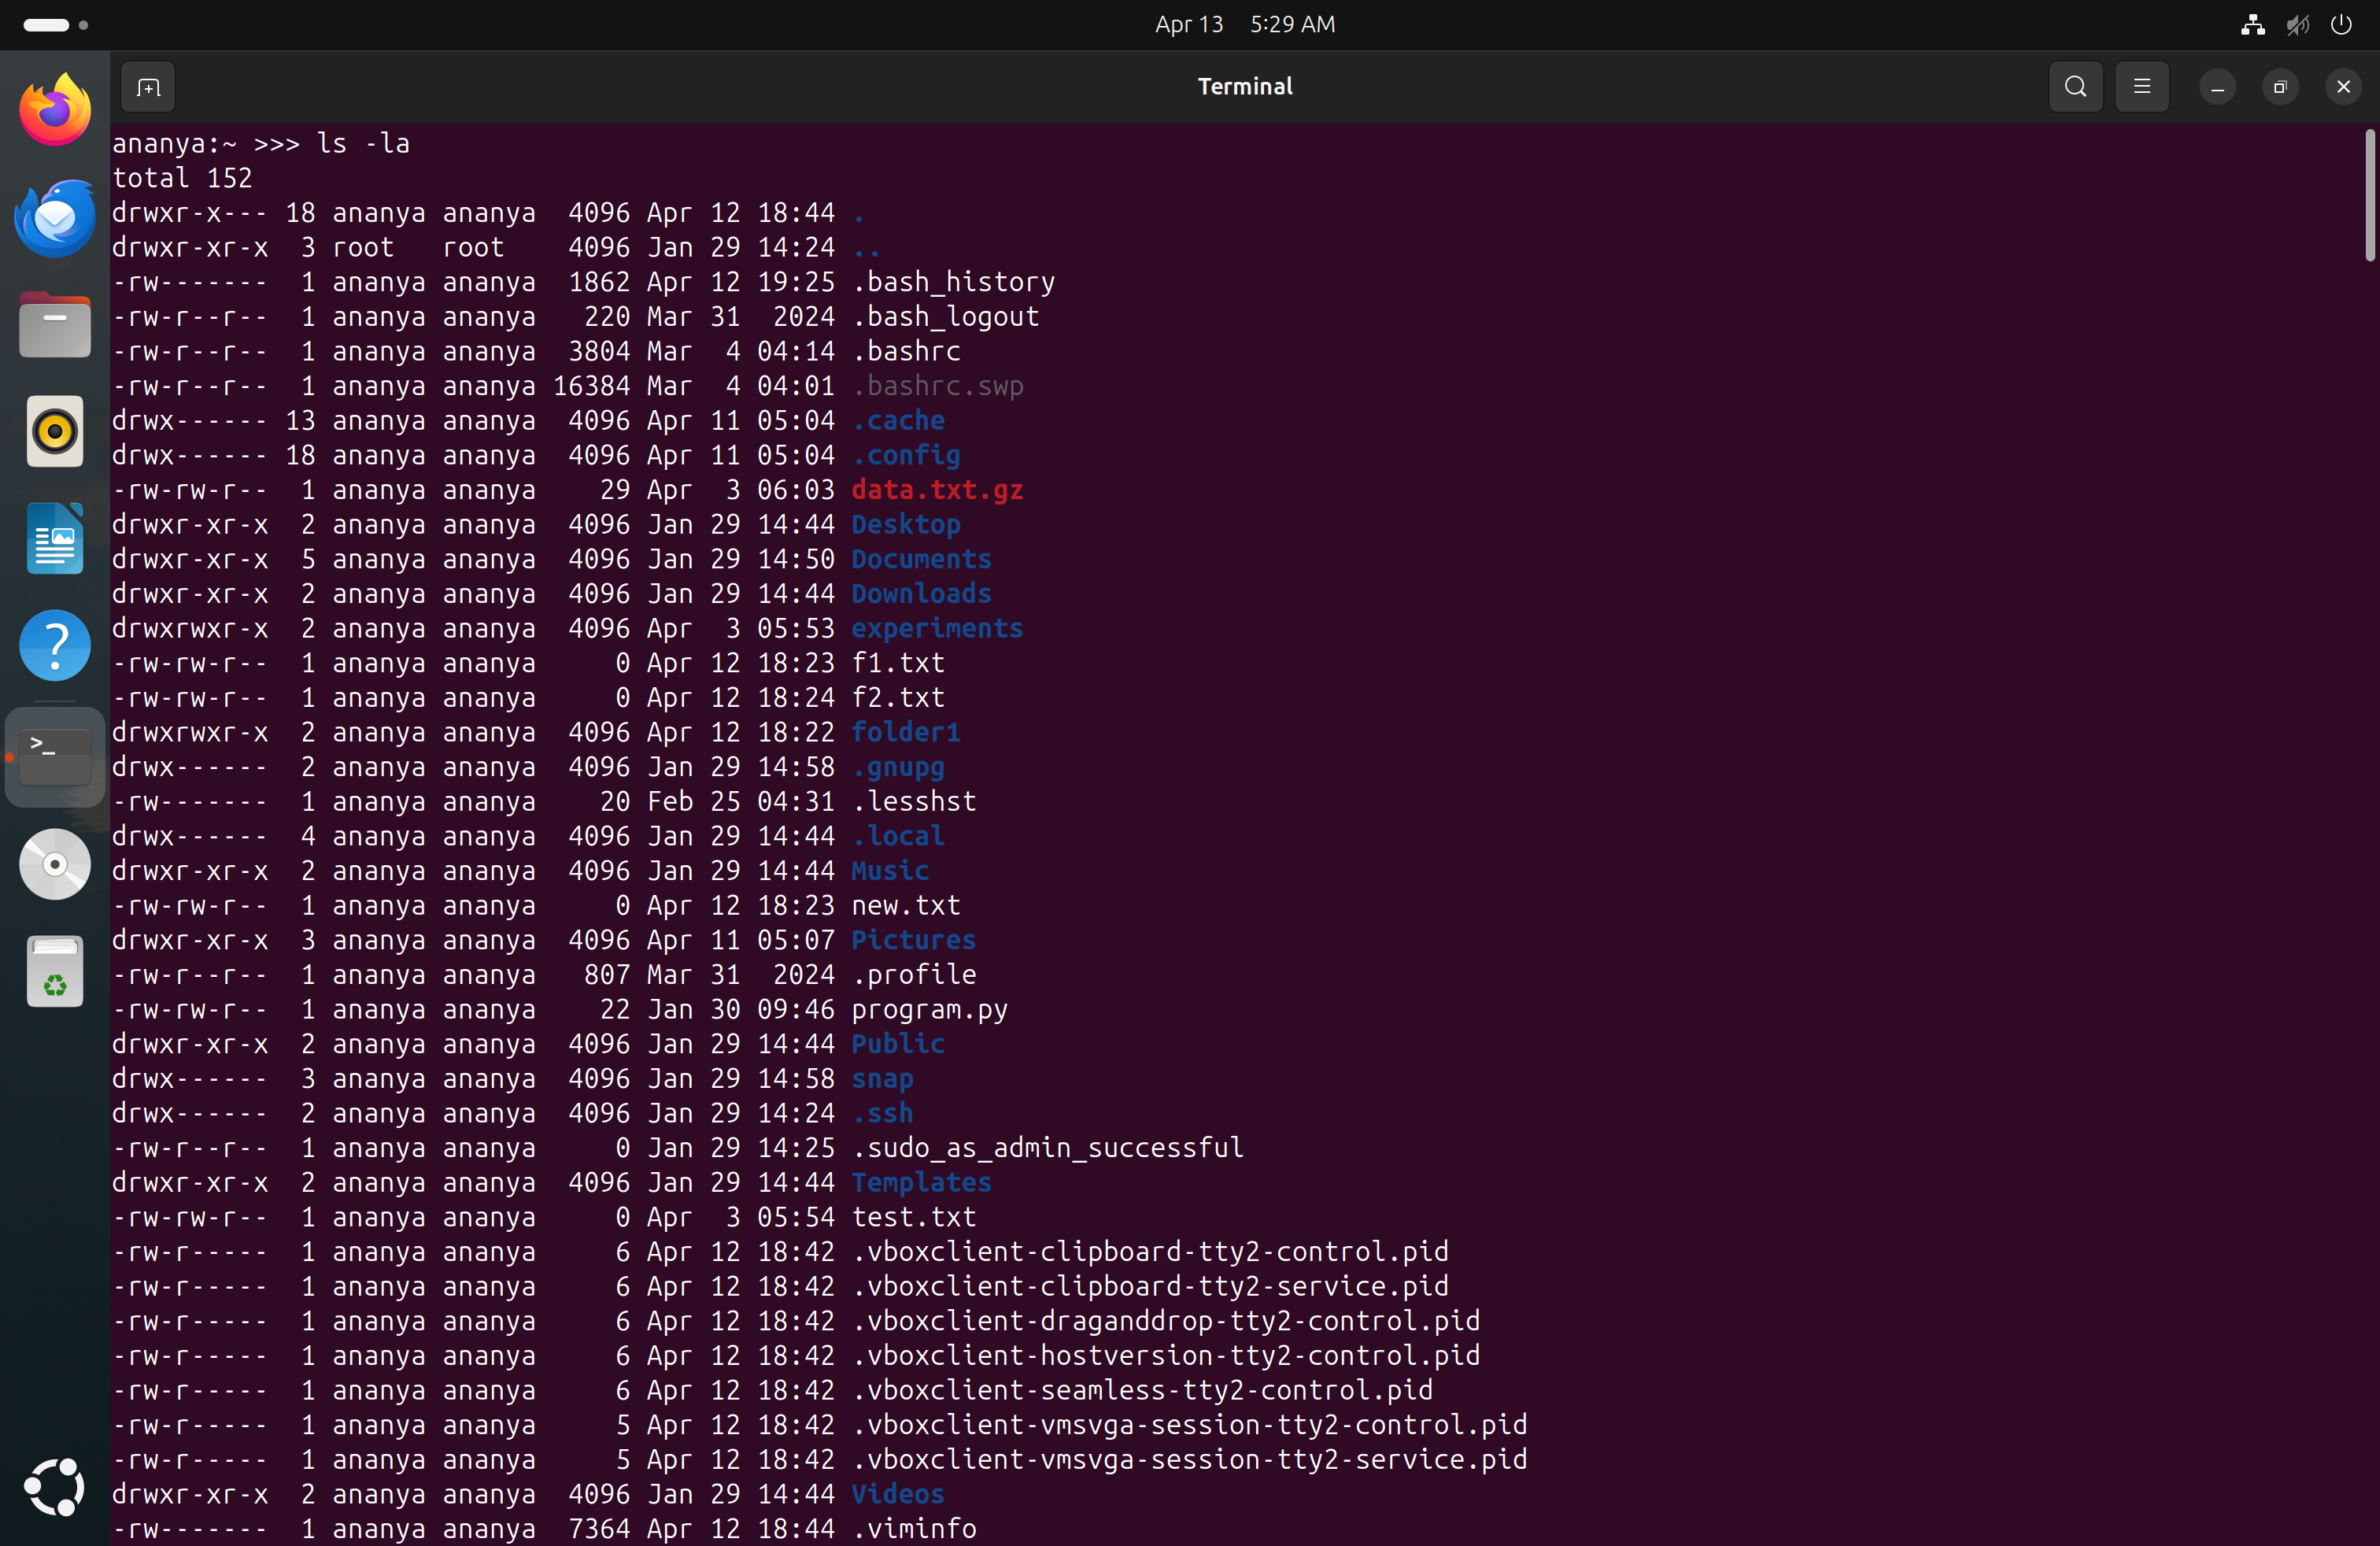 Apr 13 5:29 AM
Terminal
ananya:~ >>> ls -la
total 152
drwxr-x--- 18 ananya ananya  4096 Apr 12 18:44 .
drwxr-xr-x  3 root   root    4096 Jan 29 14:24 ..
-rw-------  1 ananya ananya  1862 Apr 12 19:25 .bash_history
-rw-r--r--  1 ananya ananya   220 Mar 31  2024 .bash_logout
-rw-r--r--  1 ananya ananya  3804 Mar  4 04:14 .bashrc
-rw-r--r--  1 ananya ananya 16384 Mar  4 04:01 .bashrc.swp
drwx------ 13 ananya ananya  4096 Apr 11 05:04 .cache
drwx------ 18 ananya ananya  4096 Apr 11 05:04 .config
-rw-rw-r--  1 ananya ananya    29 Apr  3 06:03 data.txt.gz
drwxr-xr-x  2 ananya ananya  4096 Jan 29 14:44 Desktop
drwxr-xr-x  5 ananya ananya  4096 Jan 29 14:50 Documents
drwxr-xr-x  2 ananya ananya  4096 Jan 29 14:44 Downloads
drwxrwxr-x  2 ananya ananya  4096 Apr  3 05:53 experiments
-rw-rw-r--  1 ananya ananya     0 Apr 12 18:23 f1.txt
-rw-rw-r--  1 ananya ananya     0 Apr 12 18:24 f2.txt
drwxrwxr-x  2 ananya ananya  4096 Apr 12 18:22 folder1
drwx------  2 ananya ananya  4096 Jan 29 14:58 .gnupg
-rw-------  1 ananya ananya    20 Feb 25 04:31 .lesshst
drwx------  4 ananya ananya  4096 Jan 29 14:44 .local
drwxr-xr-x  2 ananya ananya  4096 Jan 29 14:44 Music
-rw-rw-r--  1 ananya ananya     0 Apr 12 18:23 new.txt
drwxr-xr-x  3 ananya ananya  4096 Apr 11 05:07 Pictures
-rw-r--r--  1 ananya ananya   807 Mar 31  2024 .profile
-rw-rw-r--  1 ananya ananya    22 Jan 30 09:46 program.py
drwxr-xr-x  2 ananya ananya  4096 Jan 29 14:44 Public
drwx------  3 ananya ananya  4096 Jan 29 14:58 snap
drwx------  2 ananya ananya  4096 Jan 29 14:24 .ssh
-rw-r--r--  1 ananya ananya     0 Jan 29 14:25 .sudo_as_admin_successful
drwxr-xr-x  2 ananya ananya  4096 Jan 29 14:44 Templates
-rw-rw-r--  1 ananya ananya     0 Apr  3 05:54 test.txt
-rw-r-----  1 ananya ananya     6 Apr 12 18:42 .vboxclient-clipboard-tty2-control.pid
-rw-r-----  1 ananya ananya     6 Apr 12 18:42 .vboxclient-clipboard-tty2-service.pid
-rw-r-----  1 ananya ananya     6 Apr 12 18:42 .vboxclient-draganddrop-tty2-control.pid
-rw-r-----  1 ananya ananya     6 Apr 12 18:42 .vboxclient-hostversion-tty2-control.pid
-rw-r-----  1 ananya ananya     6 Apr 12 18:42 .vboxclient-seamless-tty2-control.pid
-rw-r-----  1 ananya ananya     5 Apr 12 18:42 .vboxclient-vmsvga-session-tty2-control.pid
-rw-r-----  1 ananya ananya     5 Apr 12 18:42 .vboxclient-vmsvga-session-tty2-service.pid
drwxr-xr-x  2 ananya ananya  4096 Jan 29 14:44 Videos
-rw-------  1 ananya ananya  7364 Apr 12 18:44 .viminfo